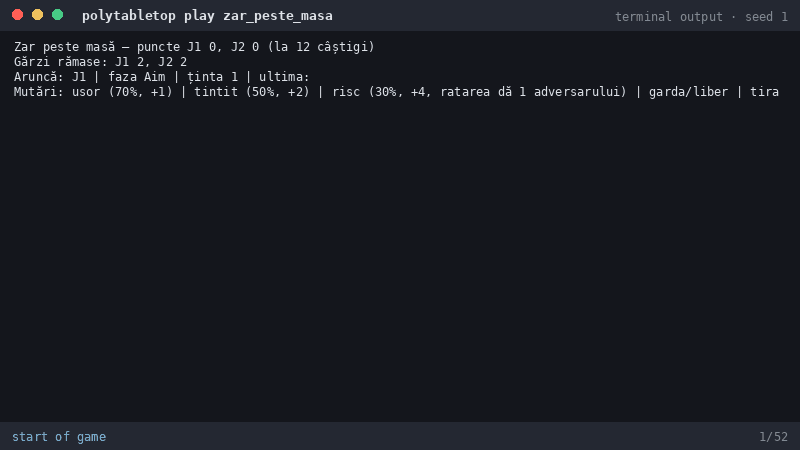 polytabletop play zar_peste_masa
terminal output · seed 1
Zar peste masă — puncte J1 0, J2 0 (la 12 câștigi)
Gărzi rămase: J1 2, J2 2
Aruncă: J1 | faza Aim | ținta 1 | ultima:
Mutări: usor (70%, +1) | tintit (50%, +2) | risc (30%, +4, ratarea dă 1 adversarului) | garda/liber | tira
start of game
1/52